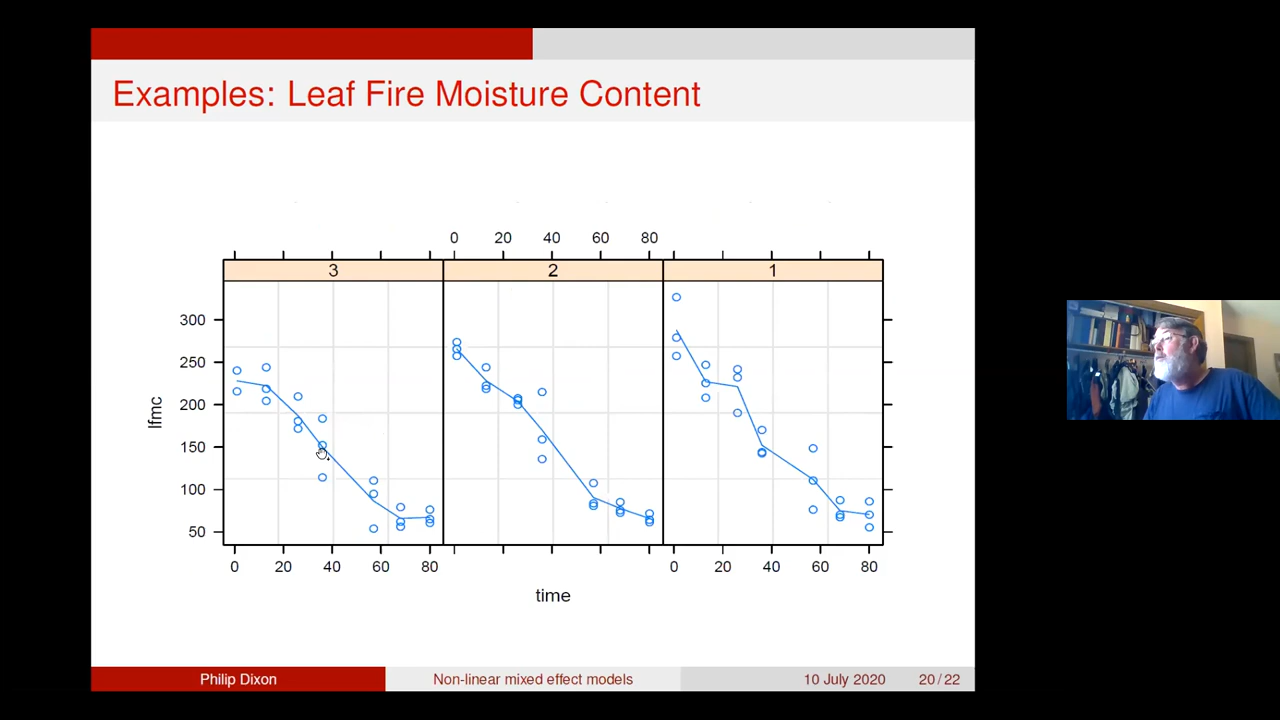 Examples: Leaf Fire Moisture Content
0 20 40 60 80
3 2 1
300
250
200
150
100
50
lfmc
0 20 40 60 80 0 20 40 60 80
time
Philip Dixon Non-linear mixed effect models 10 July 2020 20 / 22